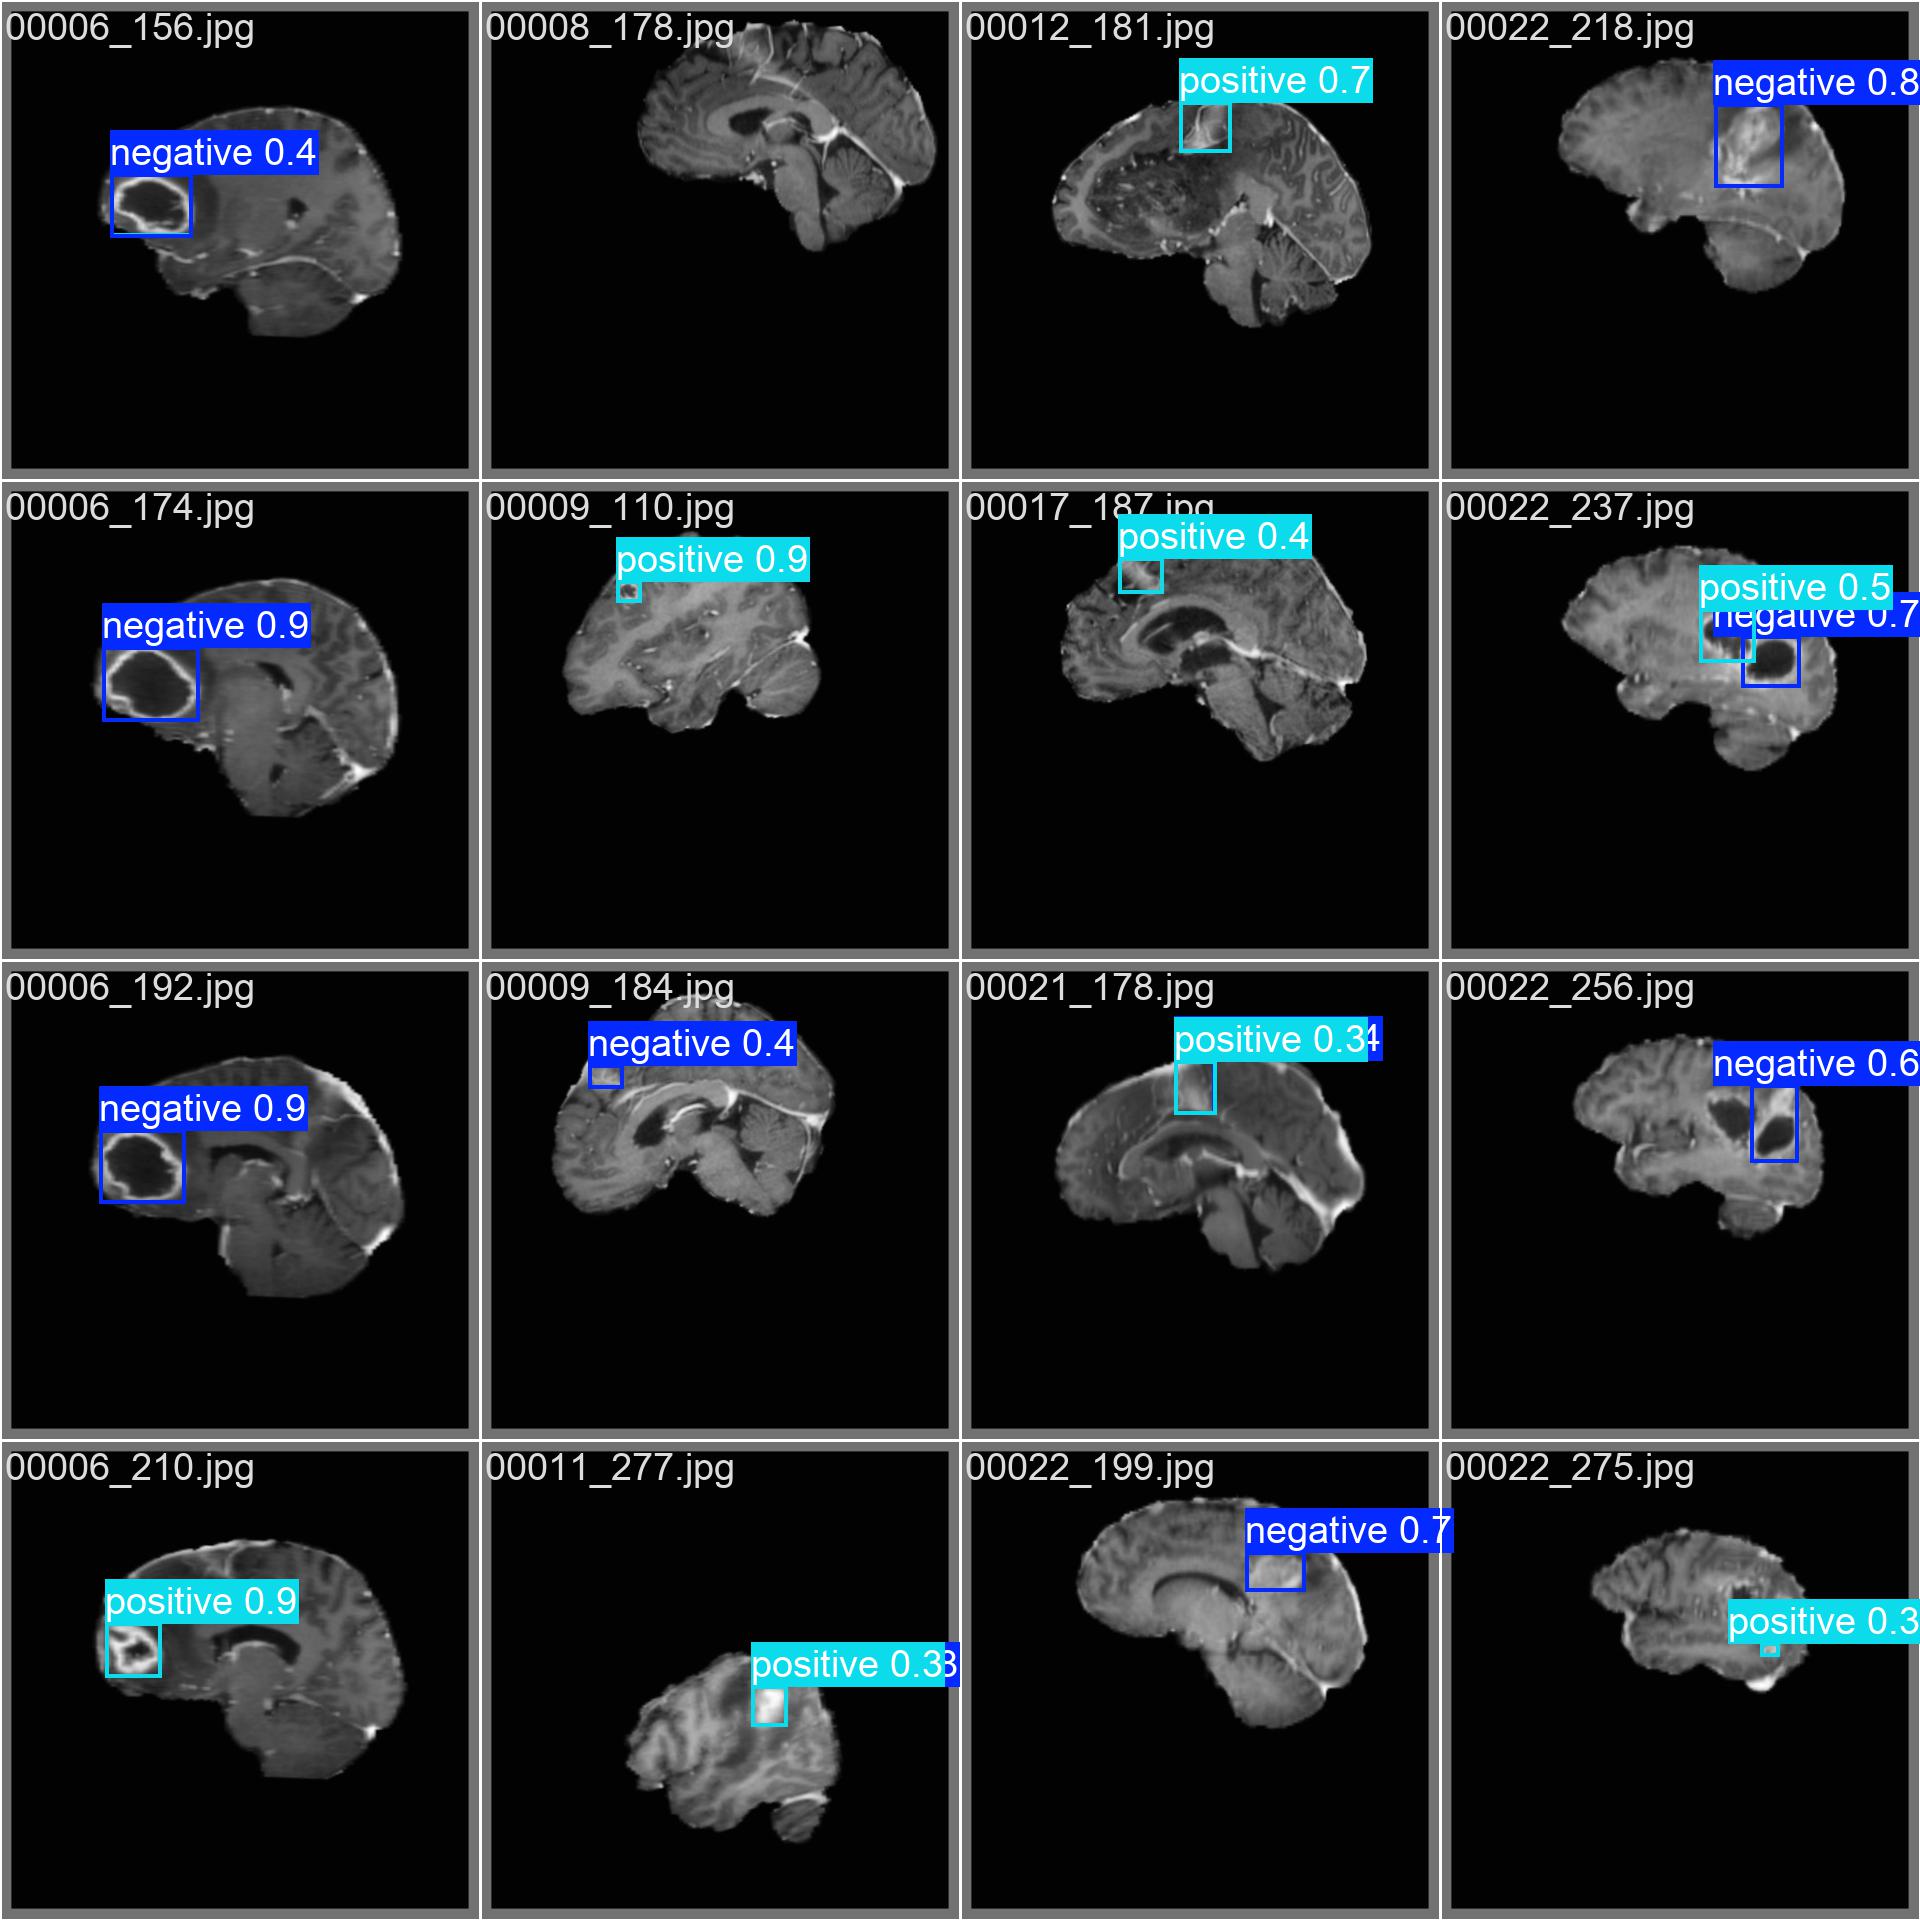 00006_156.jpg
negative 0.4
00008_178.jpg
00012_181.jpg
positive 0.7
00022_218.jpg
negative 0.8
00006_174.jpg
negative 0.9
00009_110.jpg
positive 0.9
00017_187.jpg
positive 0.4
00022_237.jpg
positive 0.5
negative 0.7
00006_192.jpg
negative 0.9
00009_184.jpg
negative 0.4
00021_178.jpg
positive 0.3
4
00022_256.jpg
negative 0.6
00006_210.jpg
positive 0.9
00011_277.jpg
positive 0.3
3
00022_199.jpg
negative 0.7
00022_275.jpg
positive 0.3